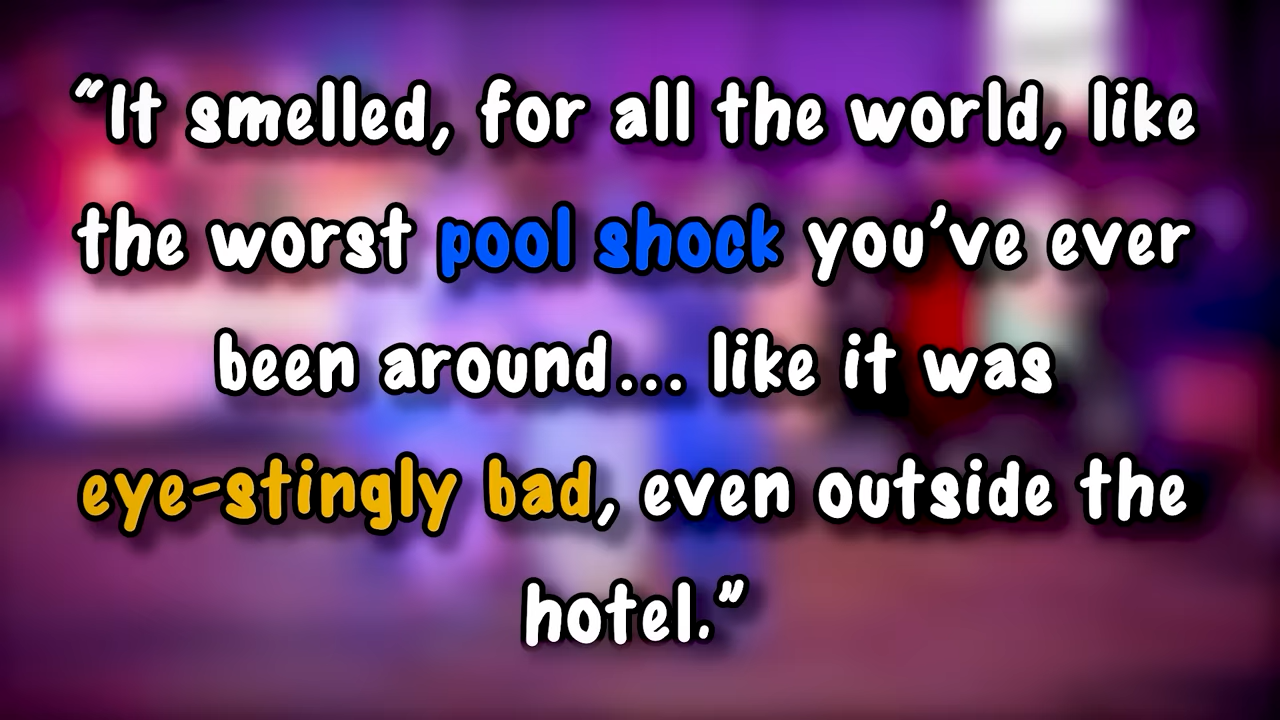 “It smelled, for all the world, like
the worst pool shock you’ve ever
been around... like it was
eye-stingly bad, even outside the
hotel.”